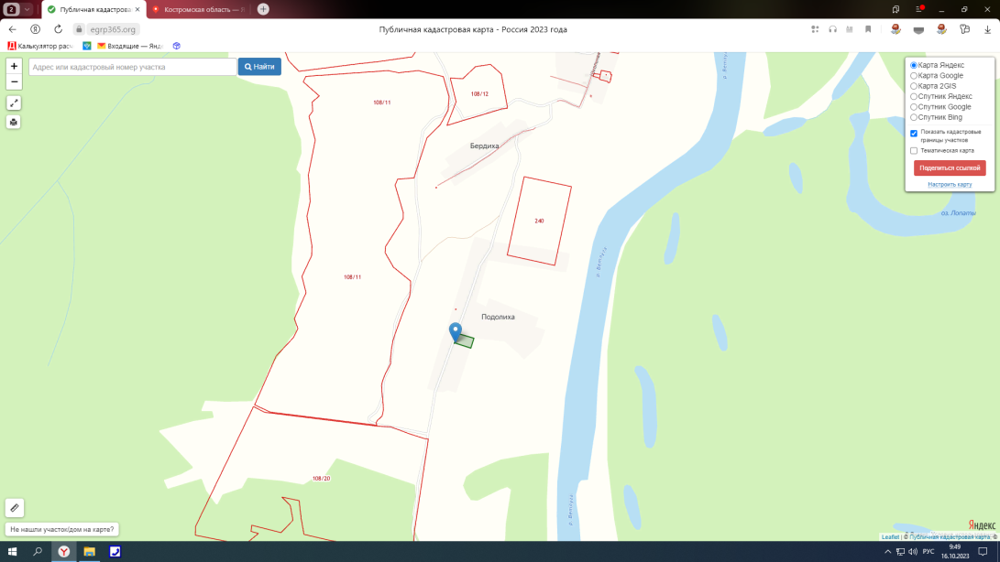 2
Публичная кадастрова
Костромская область — Я
egrp365.org
Публичная кадастровая карта - Россия 2023 года
Калькулятор расч
Входящие — Янд
Адрес или кадастровый номер участка
Найти
Карта Яндекс
Карта Google
Карта 2GIS
Спутник Яндекс
Спутник Google
Спутник Bing
Показать кадастровые
границы участков
Тематическая карта
Поделиться ссылкой
Настроить карту
108/11
108/12
Бердиха
р. Ветлуга
оз. Лопаты
240
р. Ветлуга
108/11
Подолиха
108/20
р. Ветлуга
Не нашли участок/дом на карте?
Яндекс
Leaflet | © Публичная кадастровая карта, ©
РУС
9:49
16.10.2023